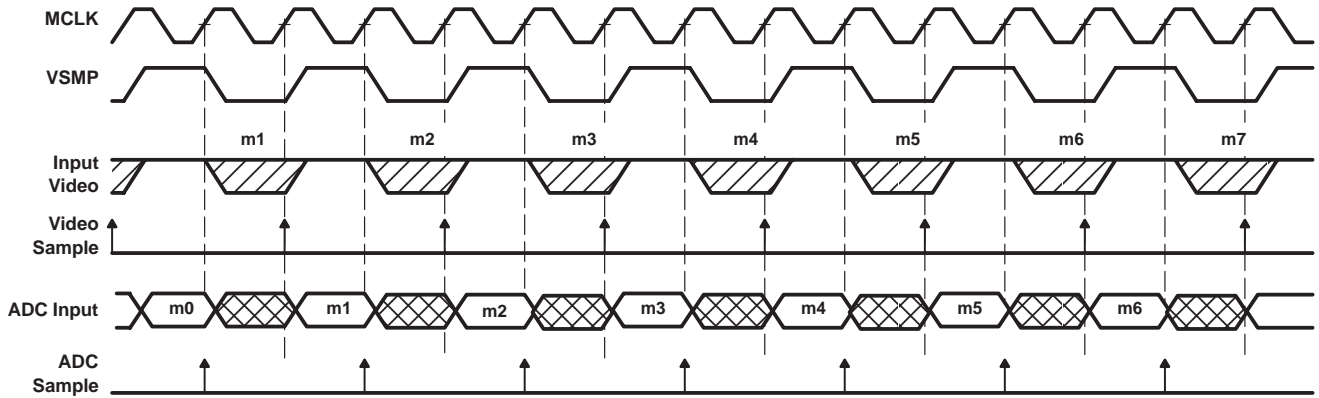 MCLK
VSMP
m1 m2 m3 m4 m5 m6 m7
Input
Video
Video
Sample
ADC Input m0 m1 m2 m3 m4 m5 m6
ADC
Sample